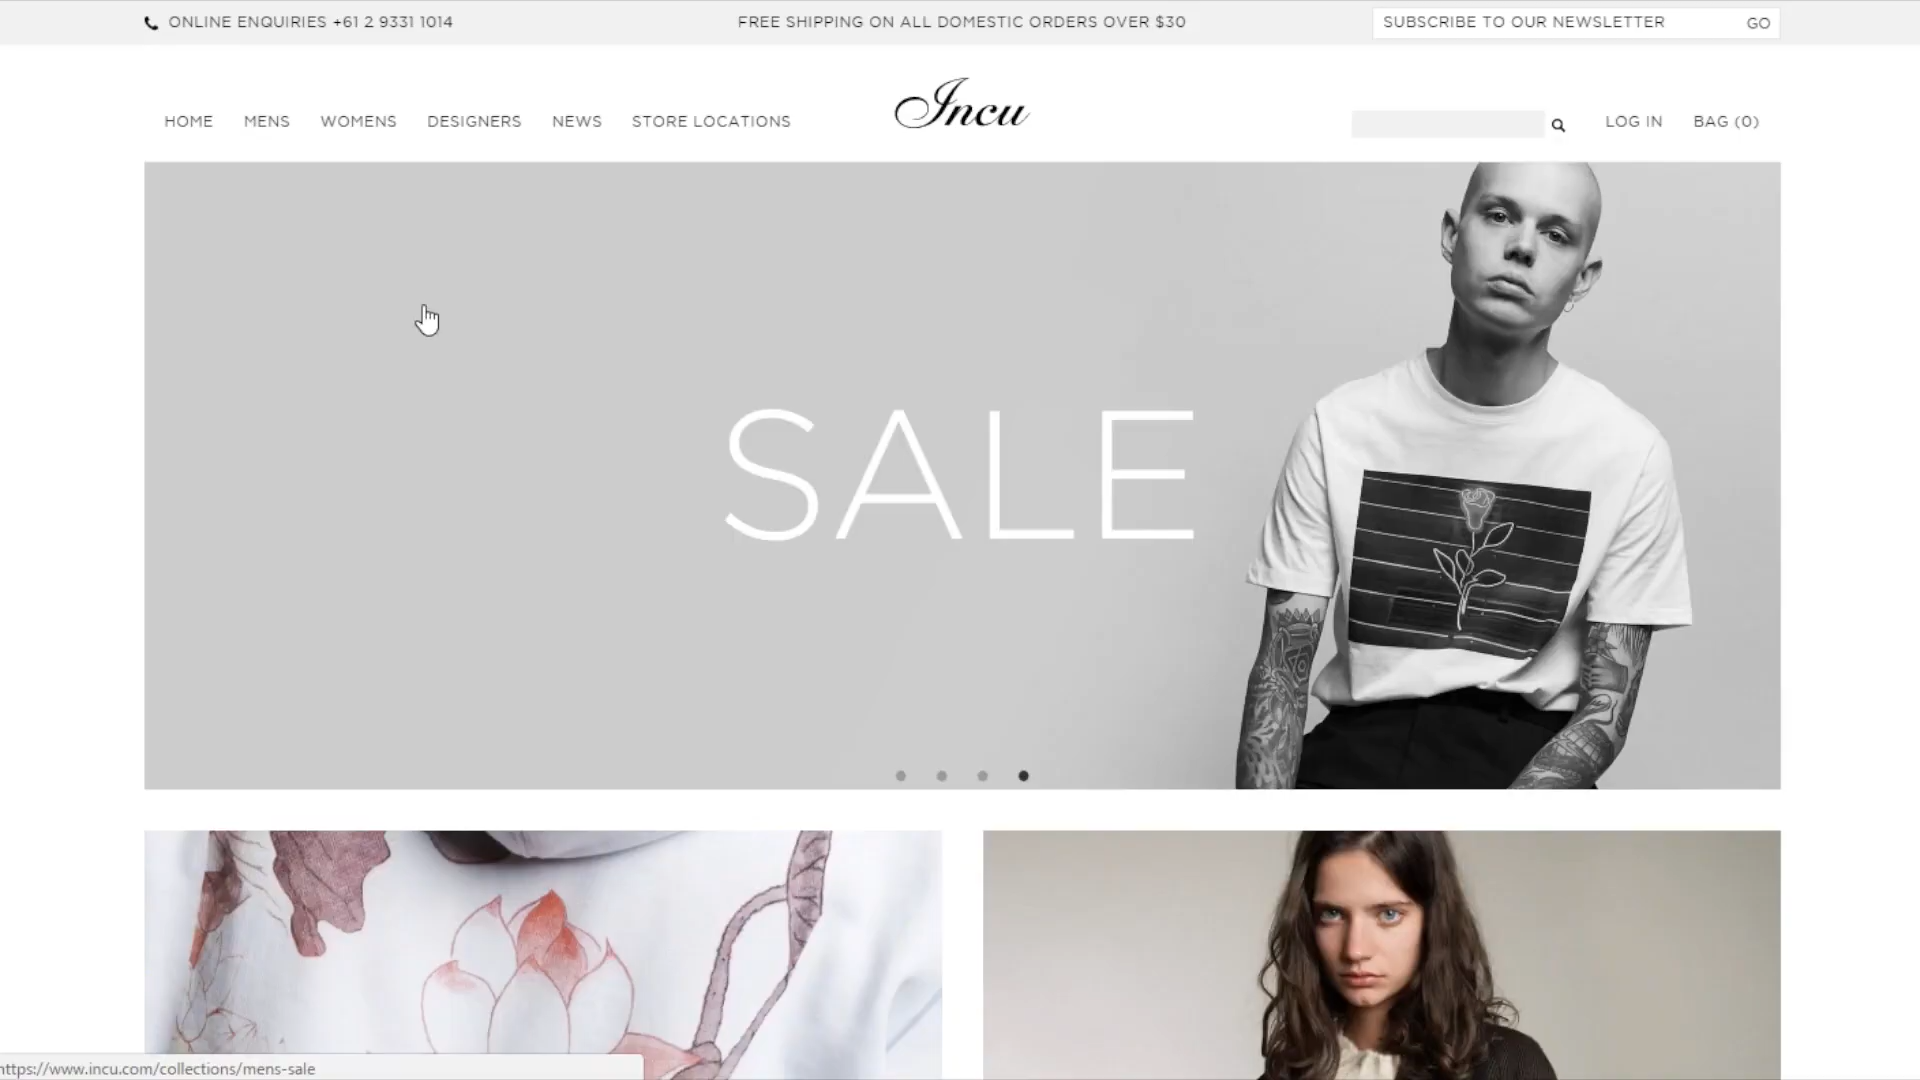 ONLINE ENQUIRIES +61 2 9331 1014
FREE SHIPPING ON ALL DOMESTIC ORDERS OVER $30
SUBSCRIBE TO OUR NEWSLETTER
GO
HOME
MENS
WOMENS
DESIGNERS
NEWS
STORE LOCATIONS
Incu
LOG IN
BAG (0)
SALE
https://www.incu.com/collections/mens-sale